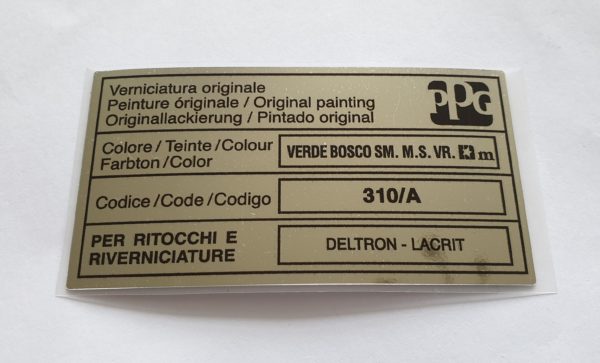 Verniciatura originale
Peinture óriginale / Original painting
Originallackierung / Pintado original
PPG
Colore / Teinte / Colour
Farbton / Color
VERDE BOSCO SM. M.S. VR. m
Codice / Code / Codigo
310/A
PER RITOCCHI E
RIVERNICIATURE
DELTRON - LACRIT